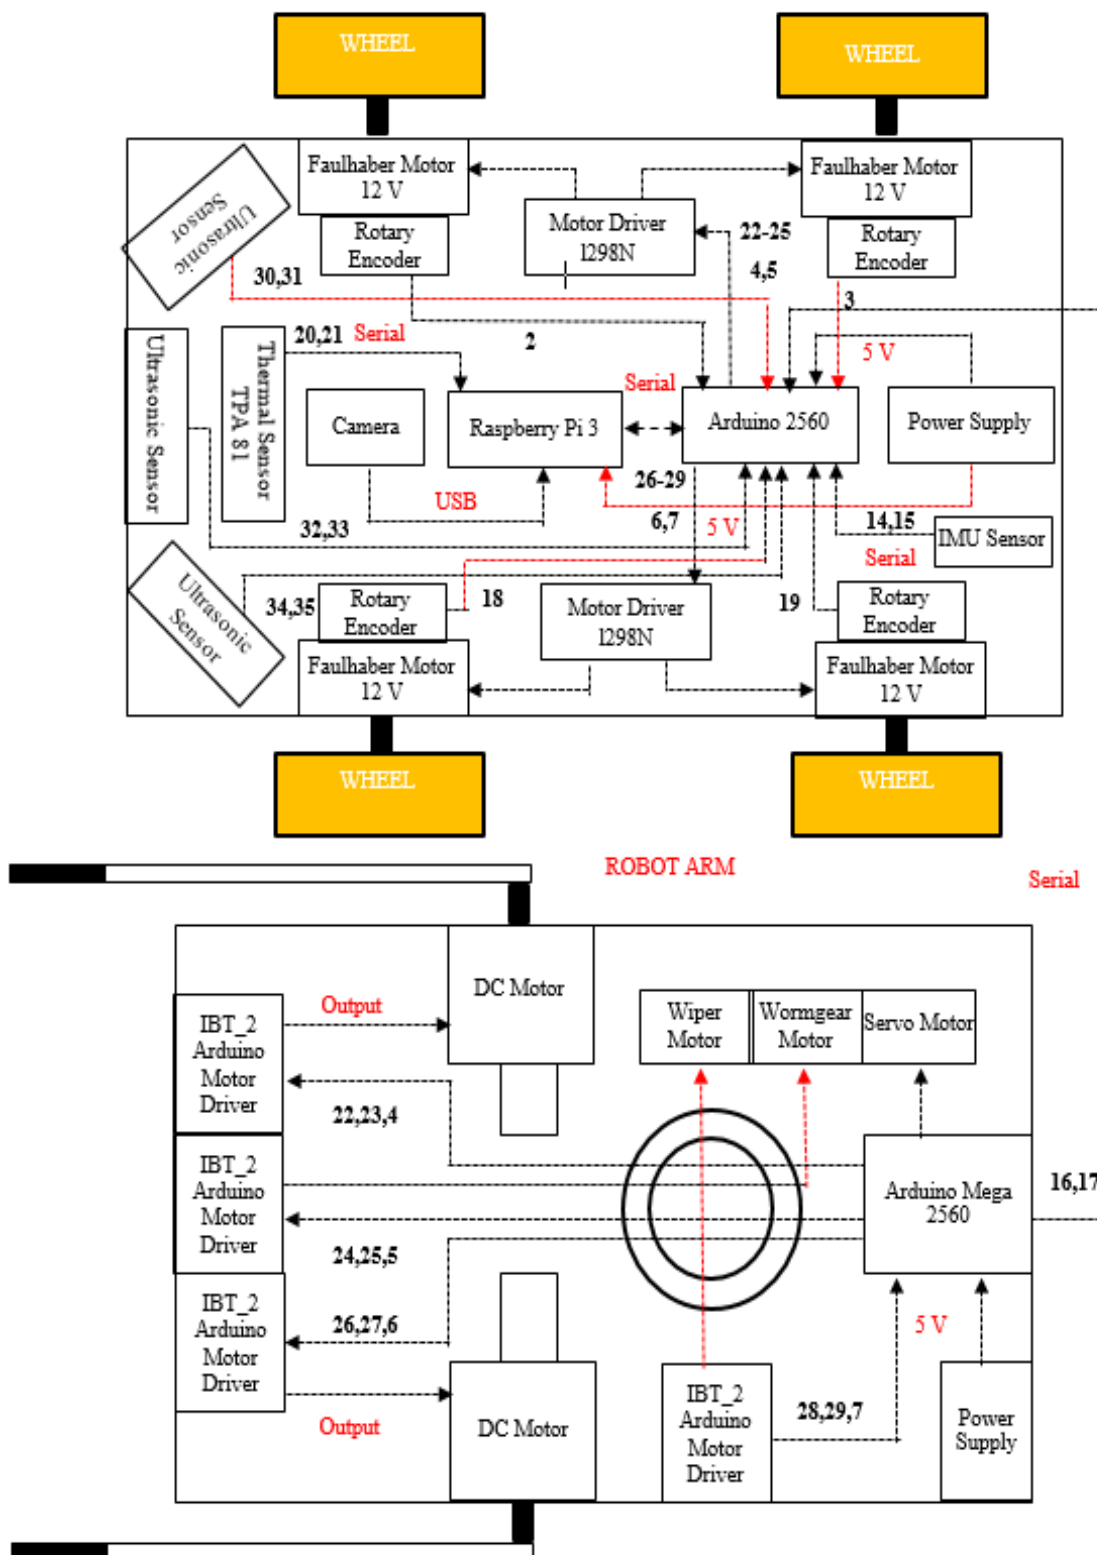 WHEEL
WHEEL
Faulhaber Motor
12 V
Faulhaber Motor
12 V
Ultrasonic
Sensor
Motor Driver
1298N
22-25
Rotary
Encoder
Rotary
Encoder
30,31
4,5
3
20,21
Serial
2
5 V
Ultrasonic Sensor
Thermal Sensor
TPA 81
Serial
Camera
Raspberry Pi 3
Arduino 2560
Power Supply
26-29
USB
32,33
6,7
5 V
14,15
IMU Sensor
Serial
Ultrasonic
Sensor
34,35
Rotary
Encoder
18
Motor Driver
1298N
19
Rotary
Encoder
Faulhaber Motor
12 V
Faulhaber Motor
12 V
WHEEL
WHEEL
ROBOT ARM
Serial
DC Motor
Output
IBT_2
Arduino
Motor
Driver
Wiper
Motor
Wormgear
Motor
Servo Motor
22,23,4
IBT_2
Arduino
Motor
Driver
Arduino Mega
2560
16,17
24,25,5
IBT_2
Arduino
Motor
Driver
26,27,6
5 V
Output
DC Motor
IBT_2
Arduino
Motor
Driver
28,29,7
Power
Supply